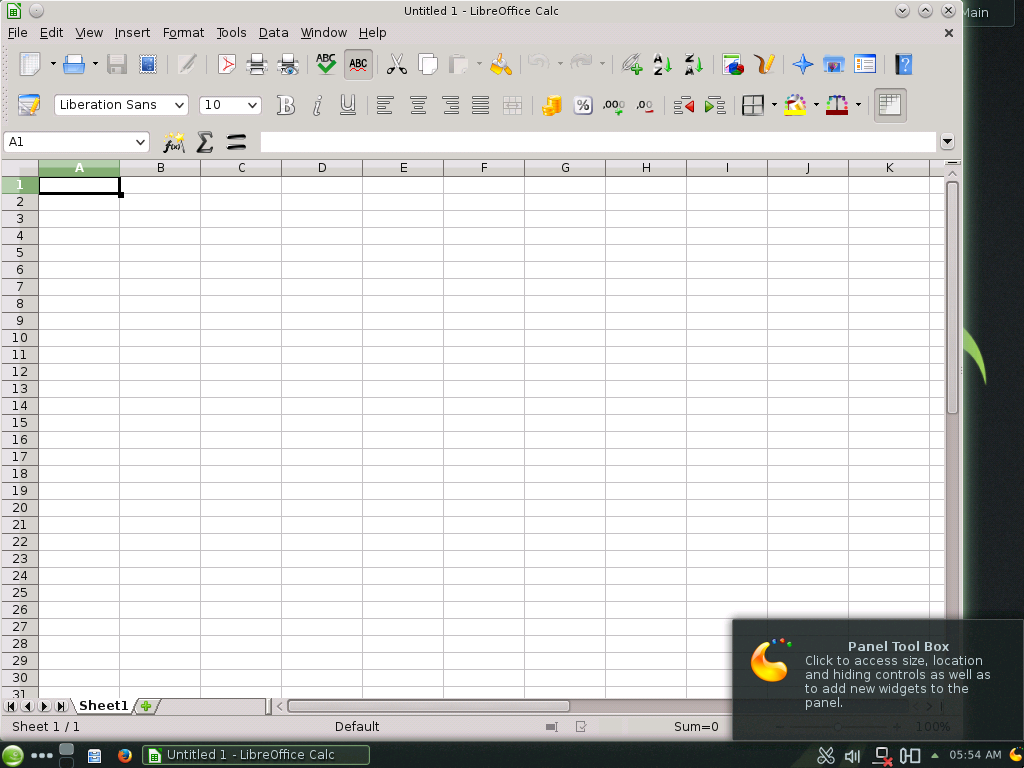 Untitled 1 - LibreOffice Calc
Main
File Edit View Insert Format Tools Data Window Help
ABC ABC
Liberation Sans 10
A1
A B C D E F G H I J K
1
2
3
4
5
6
7
8
9
10
11
12
13
14
15
16
17
18
19
20
21
22
23
24
25
26
27
28
29
30
31
Panel Tool Box
Click to access size, location
and hiding controls as well as
to add new widgets to the
panel.
Sheet1
Sheet 1 / 1 Default Sum=0 100%
Untitled 1 - LibreOffice Calc 05:54 AM